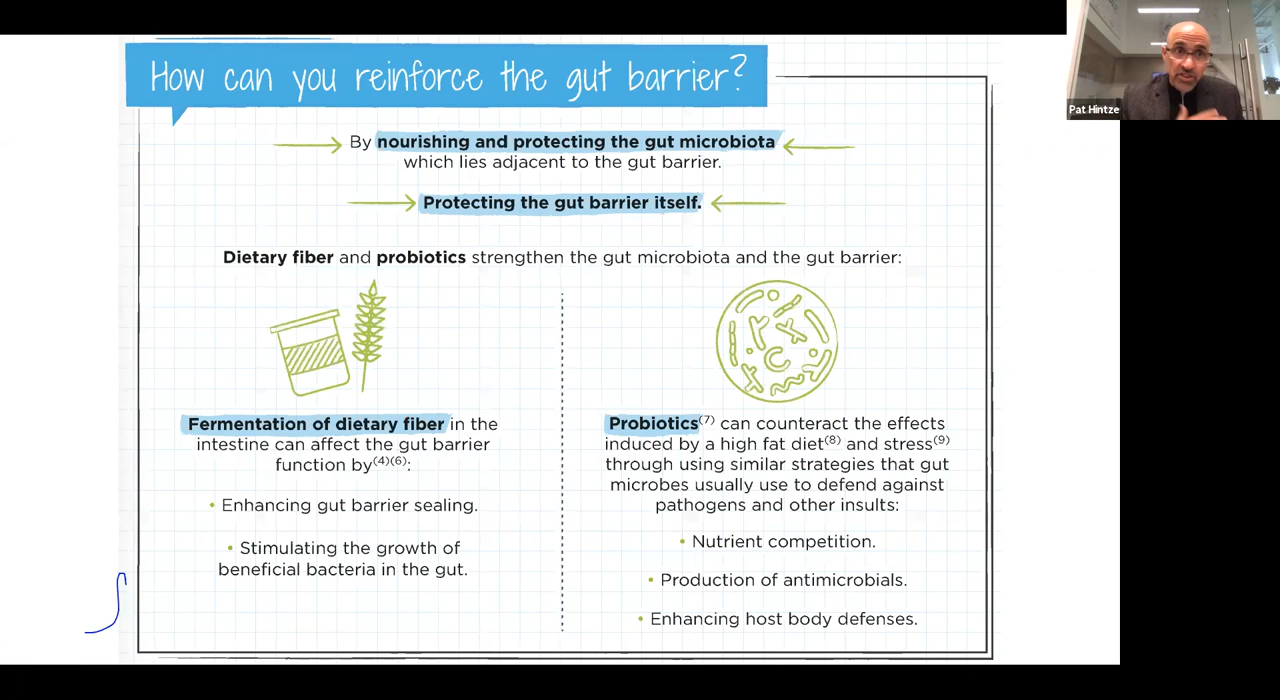 How can you reinforce the gut barrier?
Pat Hintze
By nourishing and protecting the gut microbiota
which lies adjacent to the gut barrier.
Protecting the gut barrier itself.
Dietary fiber and probiotics strengthen the gut microbiota and the gut barrier:
Fermentation of dietary fiber in the
intestine can affect the gut barrier
function by(4)(6):
• Enhancing gut barrier sealing.
• Stimulating the growth of
beneficial bacteria in the gut.
Probiotics(7) can counteract the effects
induced by a high fat diet(8) and stress(9)
through using similar strategies that gut
microbes usually use to defend against
pathogens and other insults:
• Nutrient competition.
• Production of antimicrobials.
• Enhancing host body defenses.